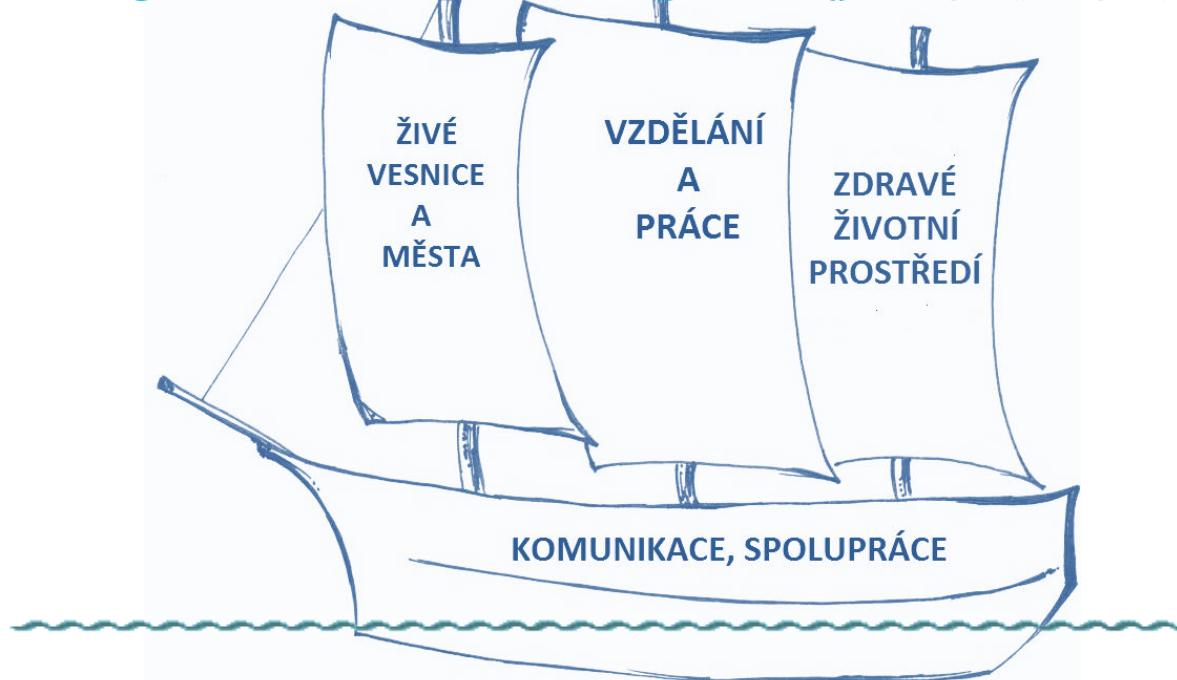 ŽIVÉ
VESNICE
A
MĚSTA
VZDĚLÁNÍ
A
PRÁCE
ZDRAVÉ
ŽIVOTNÍ
PROSTŘEDÍ
KOMUNIKACE, SPOLUPRÁCE